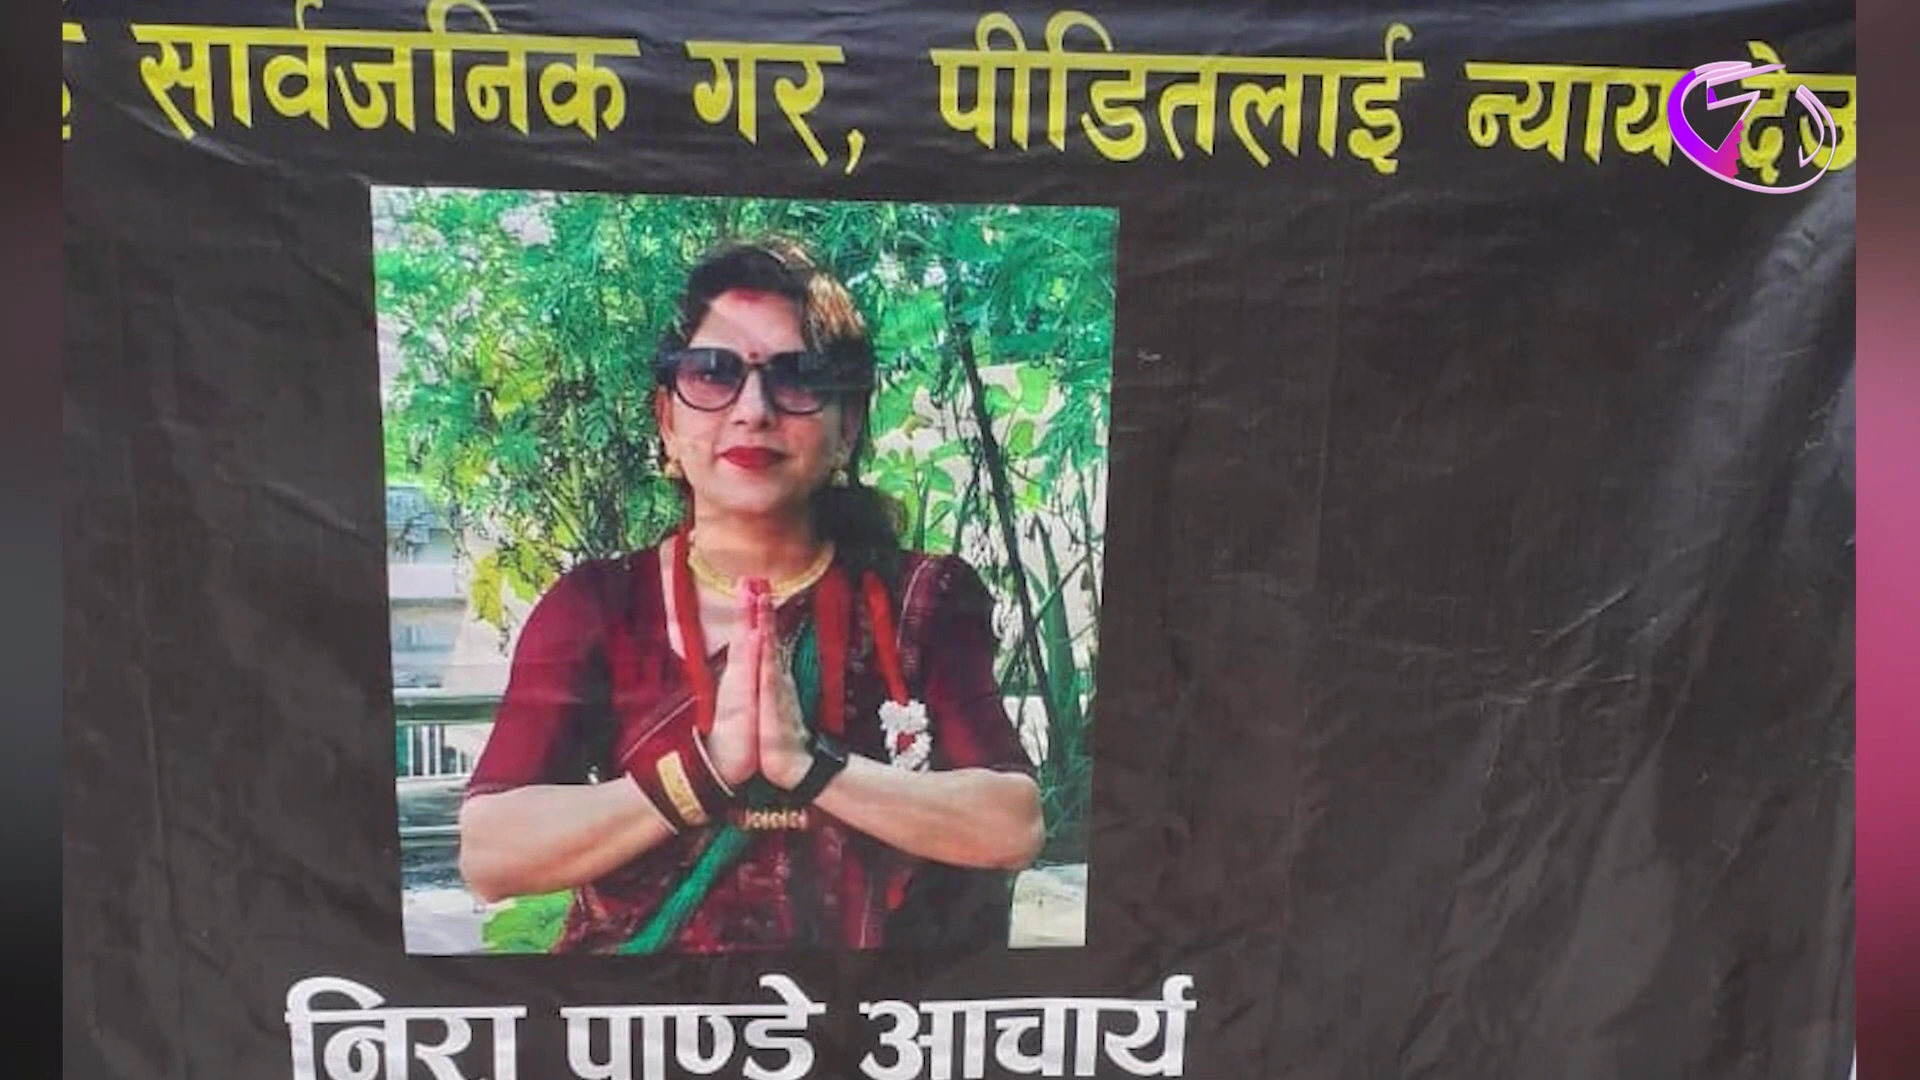 सार्वजनिक गर, पीडितलाई न्याय देउ
निरा पाण्डे आचार्य